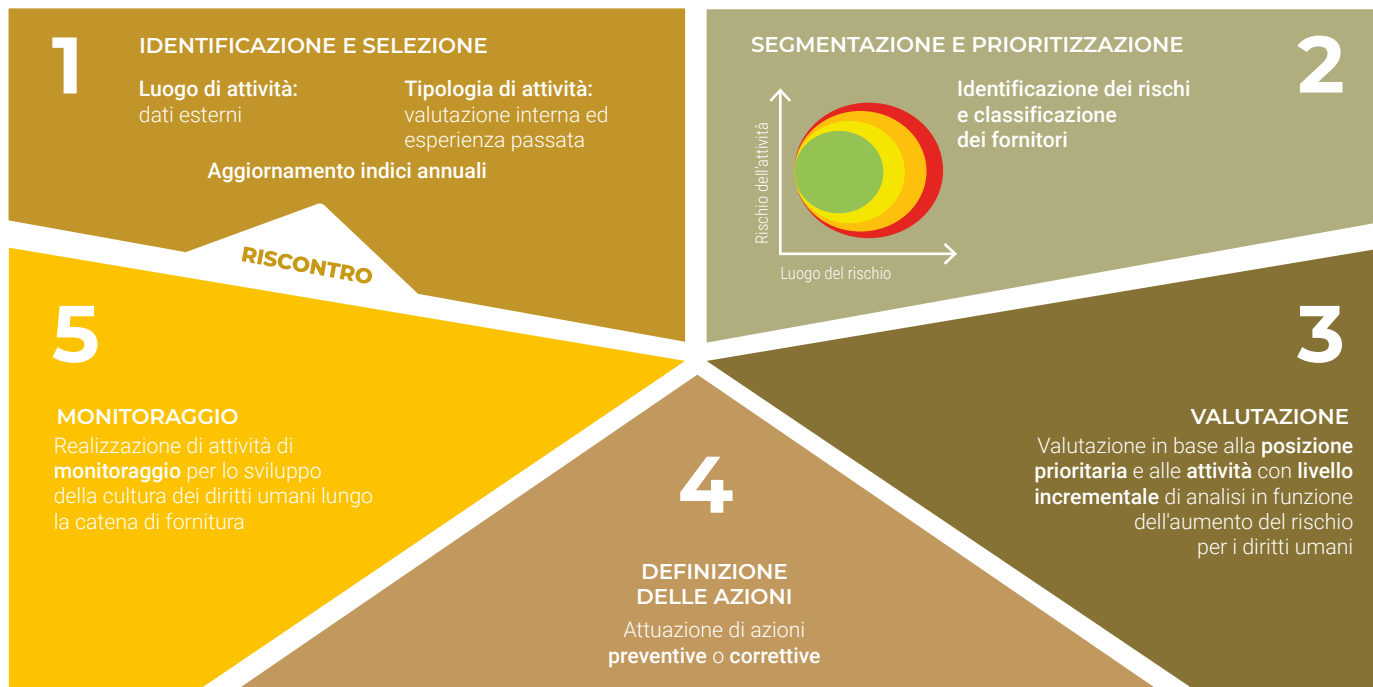 1
IDENTIFICAZIONE E SELEZIONE
Luogo di attività:
dati esterni
Tipologia di attività:
valutazione interna ed
esperienza passata
Aggiornamento indici annuali
RISCONTRO
2
SEGMENTAZIONE E PRIORITIZZAZIONE
Rischio dell'attività
Luogo del rischio
Identificazione dei rischi
e classificazione
dei fornitori
3
VALUTAZIONE
Valutazione in base alla posizione
prioritaria e alle attività con livello
incrementale di analisi in funzione
dell'aumento del rischio
per i diritti umani
4
DEFINIZIONE
DELLE AZIONI
Attuazione di azioni
preventive o correttive
5
MONITORAGGIO
Realizzazione di attività di
monitoraggio per lo sviluppo
della cultura dei diritti umani lungo
la catena di fornitura